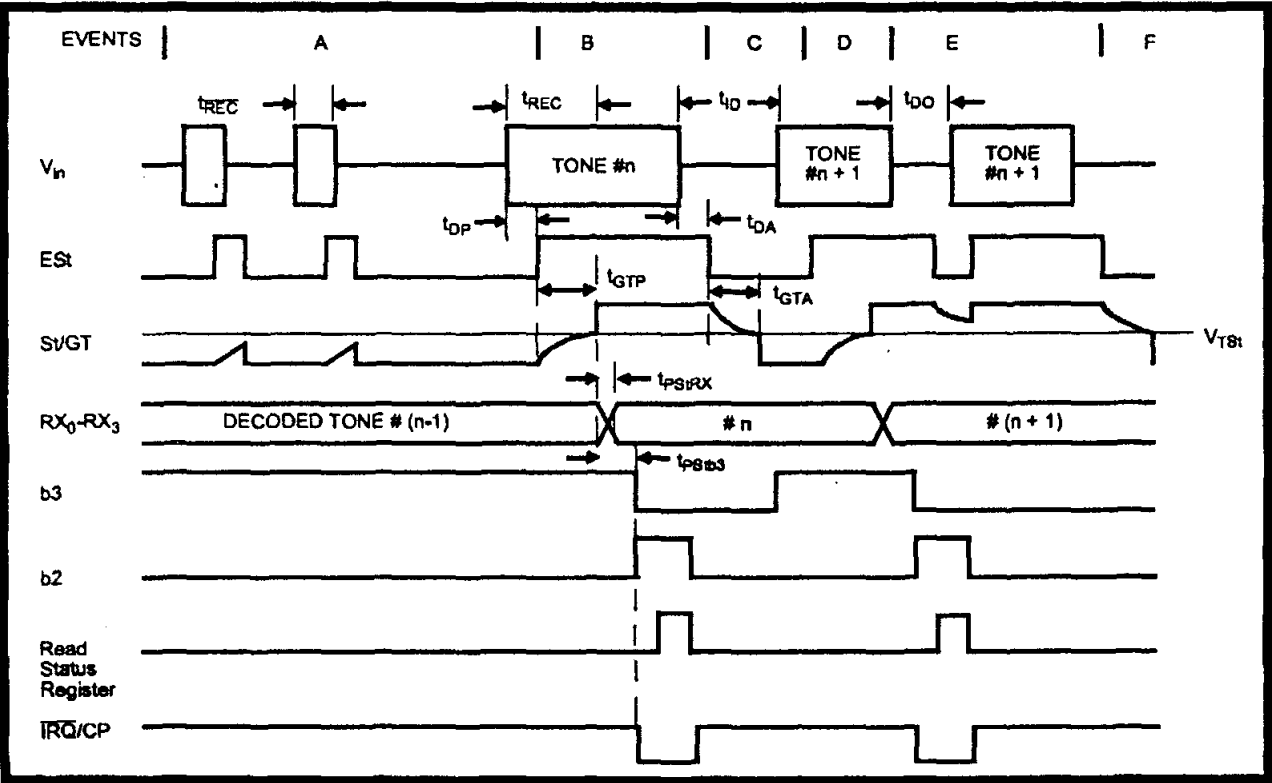 EVENTS A B C D E F
tREC tREC tID tDO
Vin TONE #n TONE #n + 1 TONE #n + 1
tDP tDA
ESt
tGTP tGTA
St/GT VTSt
tPStRX
RX0-RX3 DECODED TONE # (n-1) # n # (n + 1)
tPStb3
b3
b2
Read
Status
Register
IRQ/CP